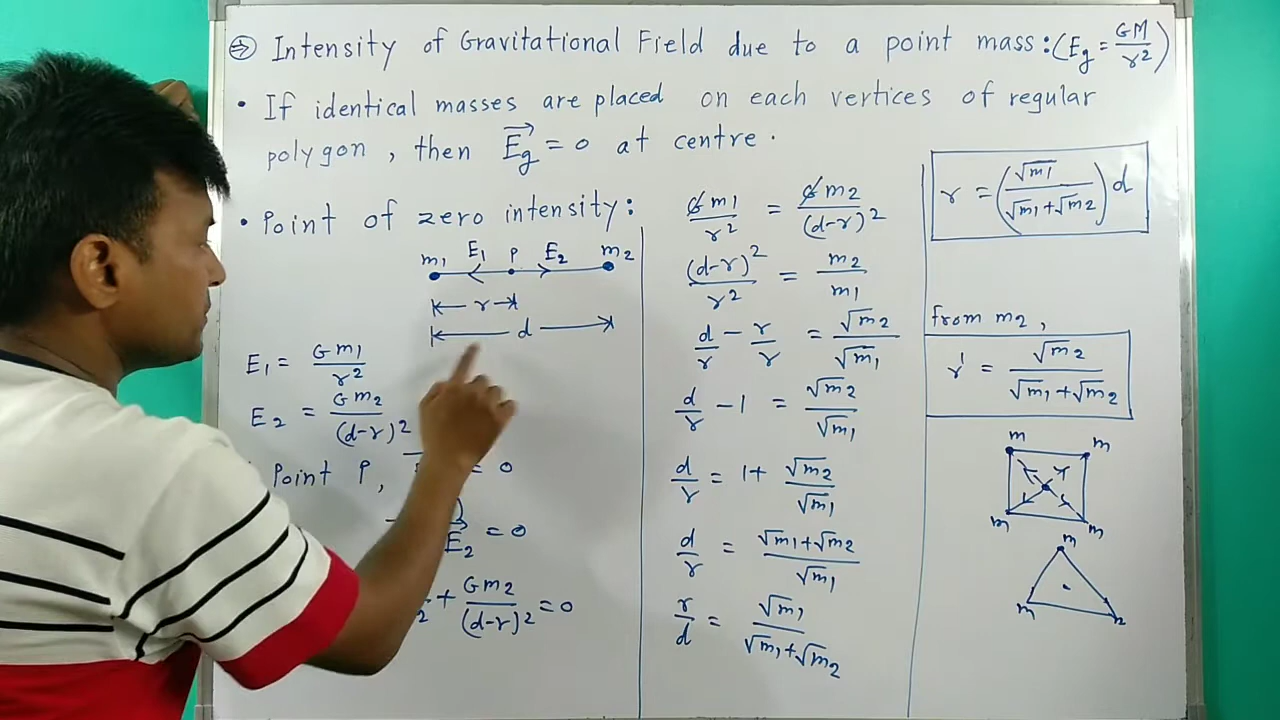 ⇒ Intensity of Gravitational Field due to a point mass: (E_g = GM/r²)
• If identical masses are placed on each vertices of regular
polygon, then E⃗_g = 0 at centre.
• Point of zero intensity:
m₁ E₁ P E₂ m₂
r
d
E₁ = Gm₁/r²
E₂ = Gm₂/(d-r)²
Point P, = 0
E₂ = 0
+ Gm₂/(d-r)² = 0
Gm₁/r² = Gm₂/(d-r)²
(d-r)²/r² = m₂/m₁
d/r - r/r = √m₂/√m₁
d/r - 1 = √m₂/√m₁
d/r = 1 + √m₂/√m₁
d/r = √m₁+√m₂/√m₁
r/d = √m₁/√m₁+√m₂
r = (√m₁/√m₁+√m₂) d
from m₂,
r' = √m₂/√m₁+√m₂
m m
m m
m
m